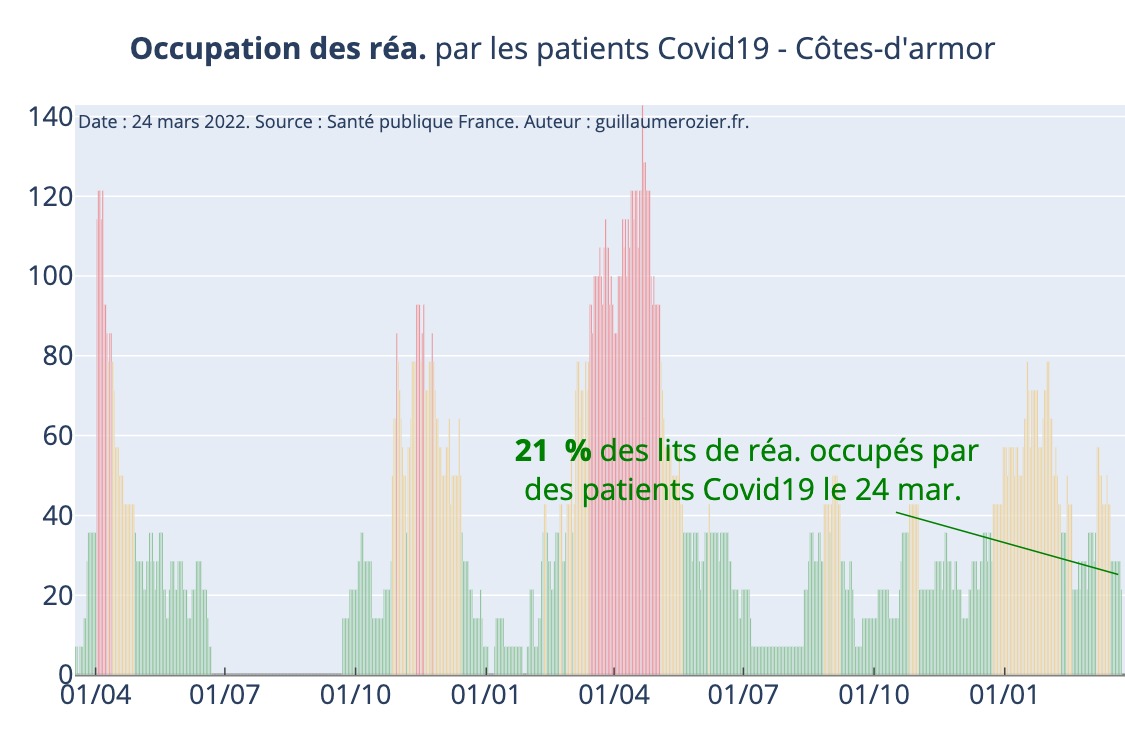 Occupation des réa. par les patients Covid19 - Côtes-d'armor
140
Date : 24 mars 2022. Source : Santé publique France. Auteur : guillaumerozier.fr.
120
100
80
60
21 % des lits de réa. occupés par
des patients Covid19 le 24 mar.
40
20
0
01/04 01/07 01/10 01/01 01/04 01/07 01/10 01/01